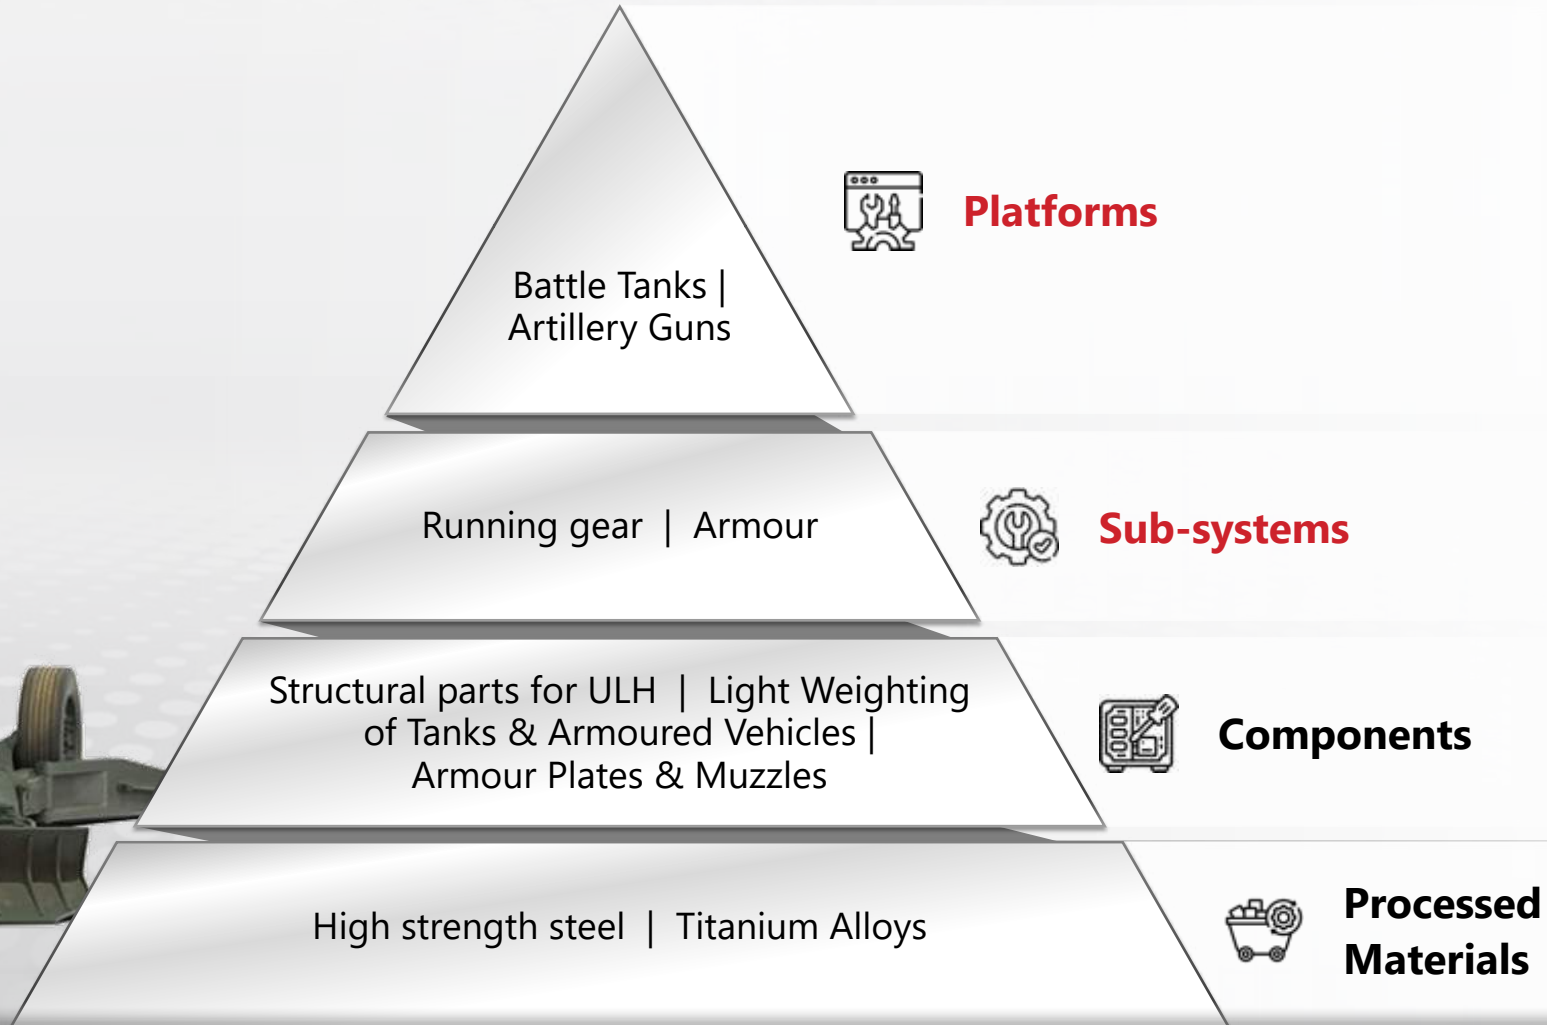 Platforms
Battle Tanks |
Artillery Guns
Running gear | Armour
Sub-systems
Structural parts for ULH | Light Weighting
of Tanks & Armoured Vehicles |
Armour Plates & Muzzles
Components
High strength steel | Titanium Alloys
Processed
Materials